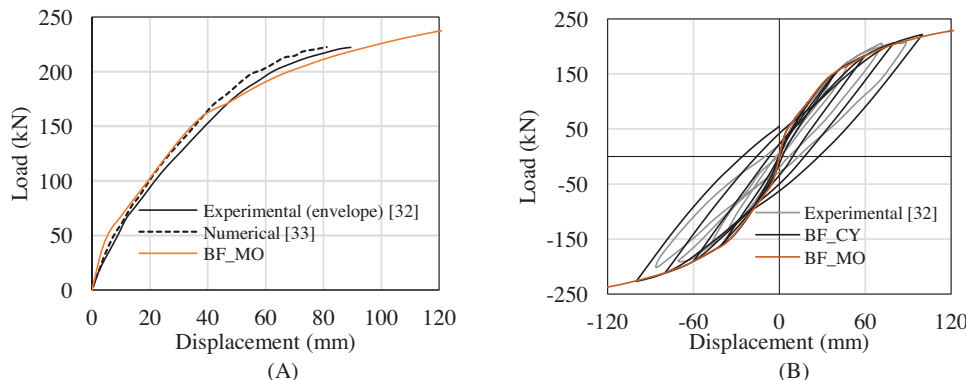 250
200
150
100
50
0
Load (kN)
Experimental (envelope) [32]
Numerical [33]
BF_MO
0 20 40 60 80 100 120
Displacement (mm)
(A)
250
150
50
-50
-150
-250
Load (kN)
Experimental [32]
BF_CY
BF_MO
-120 -60 0 60 120
Displacement (mm)
(B)